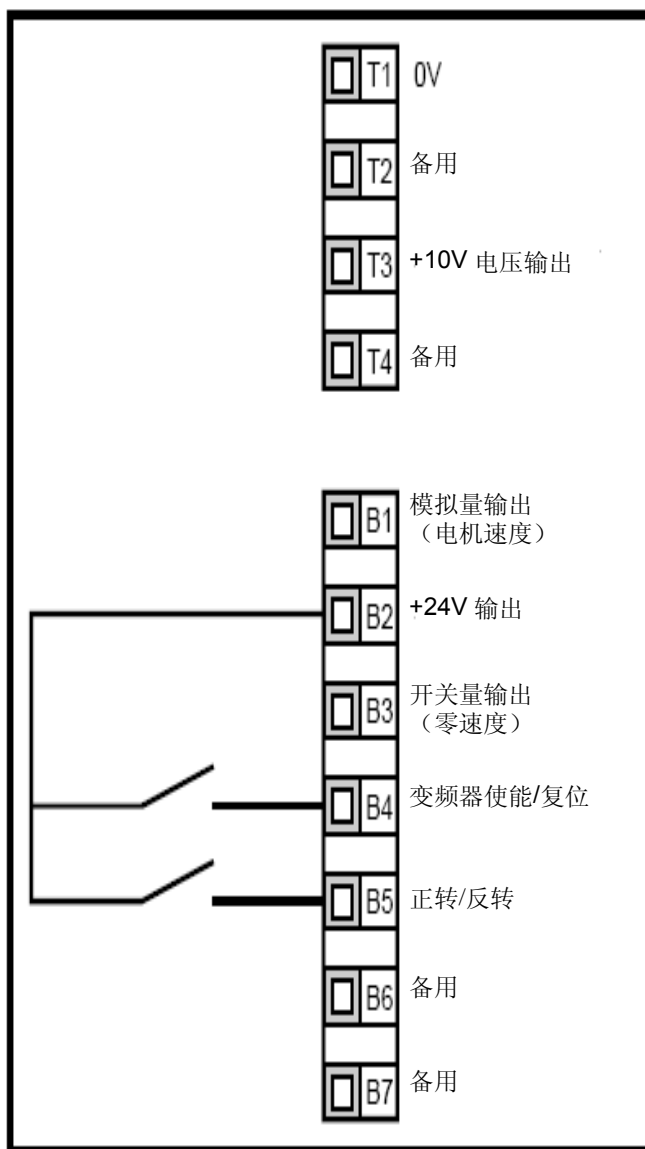 T1 0V
T2 备用
T3 +10V 电压输出
T4 备用
B1 模拟量输出
（电机速度）
B2 +24V 输出
B3 开关量输出
（零速度）
B4 变频器使能/复位
B5 正转/反转
B6 备用
B7 备用